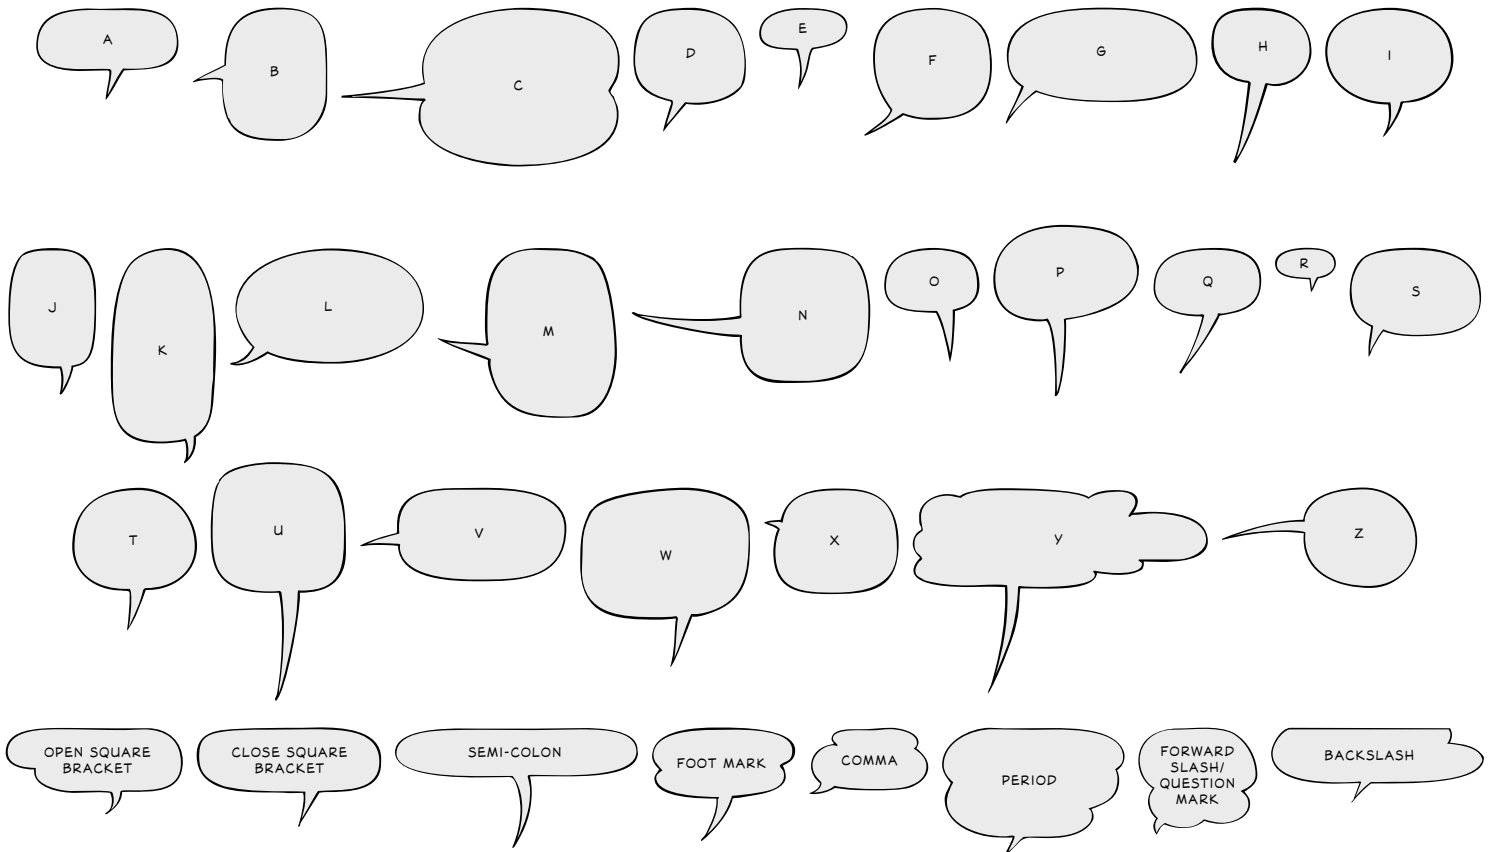 A
B
C
D
E
F
G
H
I
J
K
L
M
N
O
P
Q
R
S
T
U
V
W
X
Y
Z
OPEN SQUARE
BRACKET
CLOSE SQUARE
BRACKET
SEMI-COLON
FOOT MARK
COMMA
PERIOD
FORWARD
SLASH/
QUESTION
MARK
BACKSLASH